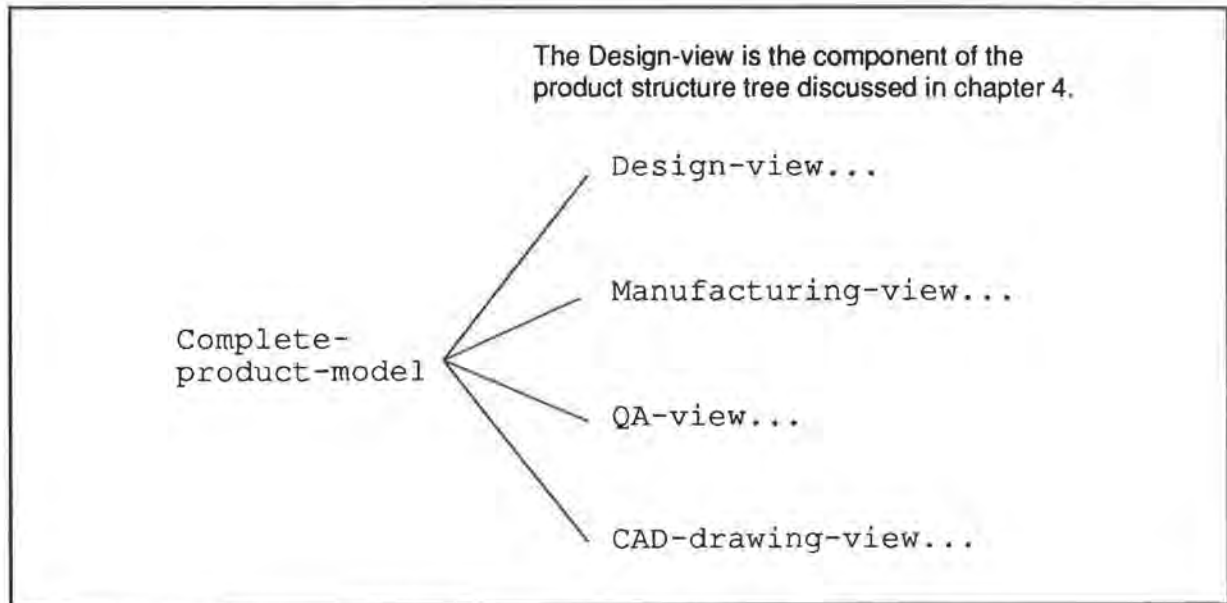 The Design-view is the component of the
product structure tree discussed in chapter 4.
Design-view...
Manufacturing-view...
Complete-
product-model
QA-view...
CAD-drawing-view...